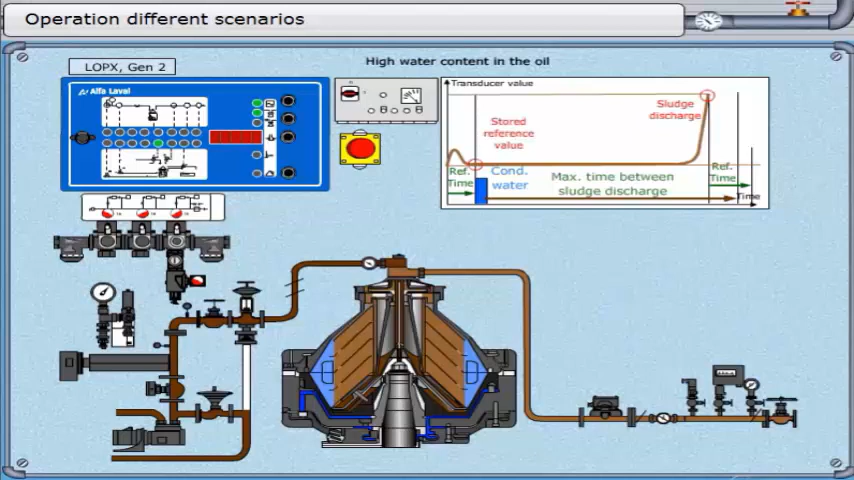 Operation different scenarios
LOPX, Gen 2
High water content in the oil
Alfa Laval
Transducer value
Sludge
discharge
Stored
reference
value
Ref.
Time
Cond.
water
Max. time between
sludge discharge
Ref.
Time
Time